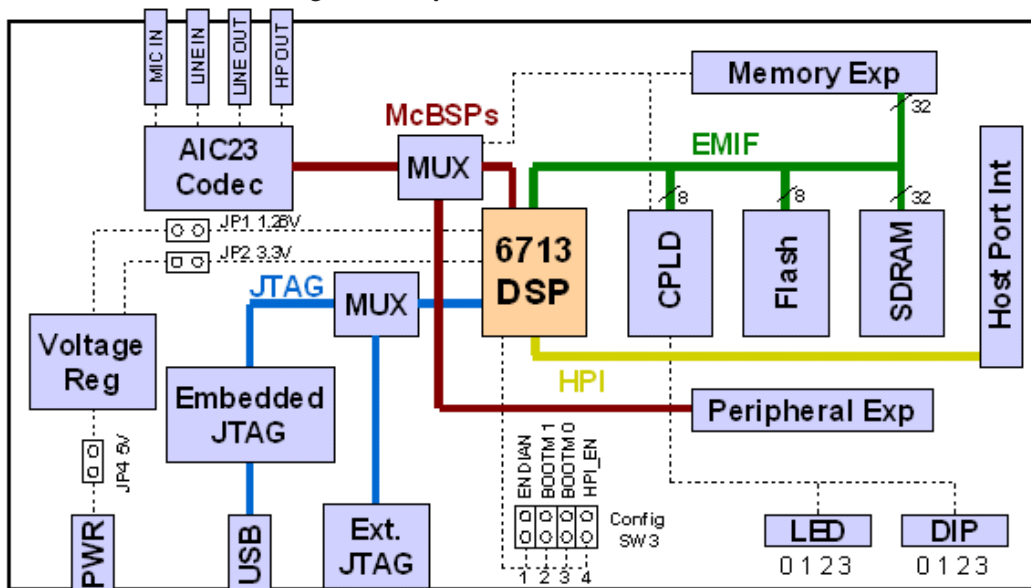 MIC IN
LINE IN
LINE OUT
HP OUT
Memory Exp
32
McBSPs
AIC23
Codec
MUX
EMIF
Host Port Int
JP1 1.26V
JP2 3.3V
6713
DSP
8
CPLD
8
Flash
32
SDRAM
JTAG
MUX
Voltage
Reg
HPI
Embedded
JTAG
Peripheral Exp
JP4 5V
ENDIAN
BOOTM 1
BOOTM 0
HPI_EN
Config
SW3
1 2 3 4
PWR
USB
Ext.
JTAG
LED
0 1 2 3
DIP
0 1 2 3